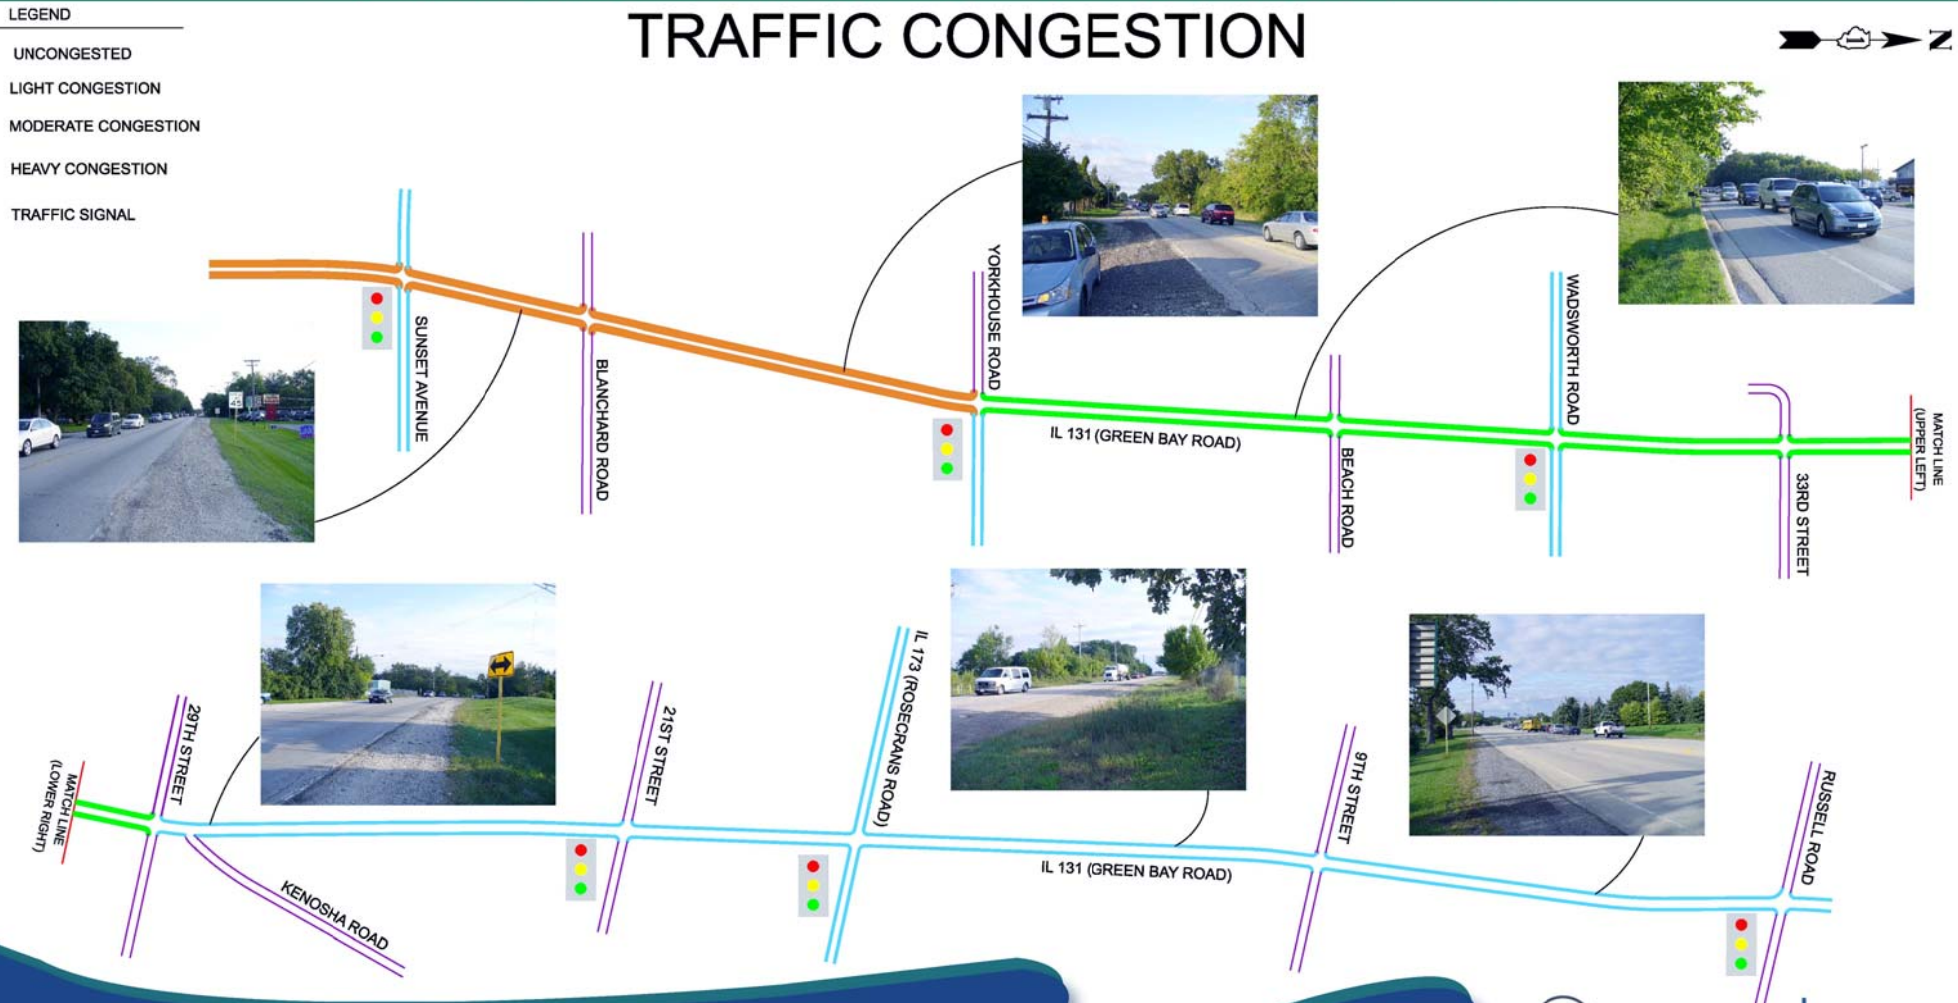 LEGEND
UNCONGESTED
LIGHT CONGESTION
MODERATE CONGESTION
HEAVY CONGESTION
TRAFFIC SIGNAL
TRAFFIC CONGESTION
N
SUNSET AVENUE
BLANCHARD ROAD
YORKHOUSE ROAD
IL 131 (GREEN BAY ROAD)
BEACH ROAD
WADSWORTH ROAD
33RD STREET
MATCH LINE
(UPPER LEFT)
45
MATCH LINE
(LOWER RIGHT)
29TH STREET
KENOSHA ROAD
21ST STREET
IL 173 (ROSECRANS ROAD)
IL 131 (GREEN BAY ROAD)
9TH STREET
RUSSELL ROAD